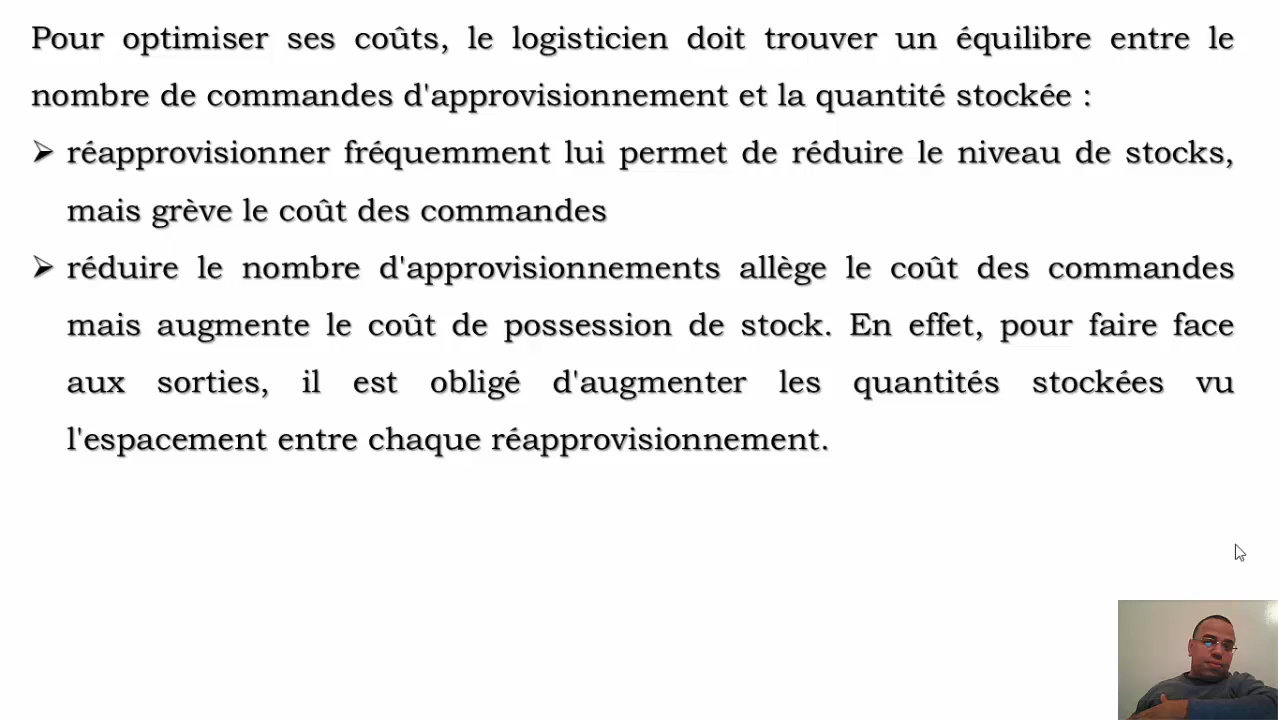 Pour optimiser ses coûts, le logisticien doit trouver un équilibre entre le
nombre de commandes d'approvisionnement et la quantité stockée :
➢ réapprovisionner fréquemment lui permet de réduire le niveau de stocks,
mais grève le coût des commandes
➢ réduire le nombre d'approvisionnements allège le coût des commandes
mais augmente le coût de possession de stock. En effet, pour faire face
aux sorties, il est obligé d'augmenter les quantités stockées vu
l'espacement entre chaque réapprovisionnement.